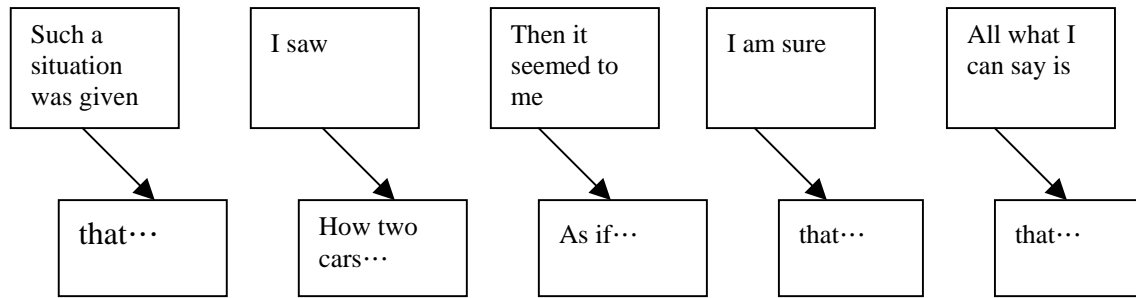 Such a
situation
was given
I saw
Then it
seemed to
me
I am sure
All what I
can say is
that⋯
How two
cars⋯
As if⋯
that⋯
that⋯